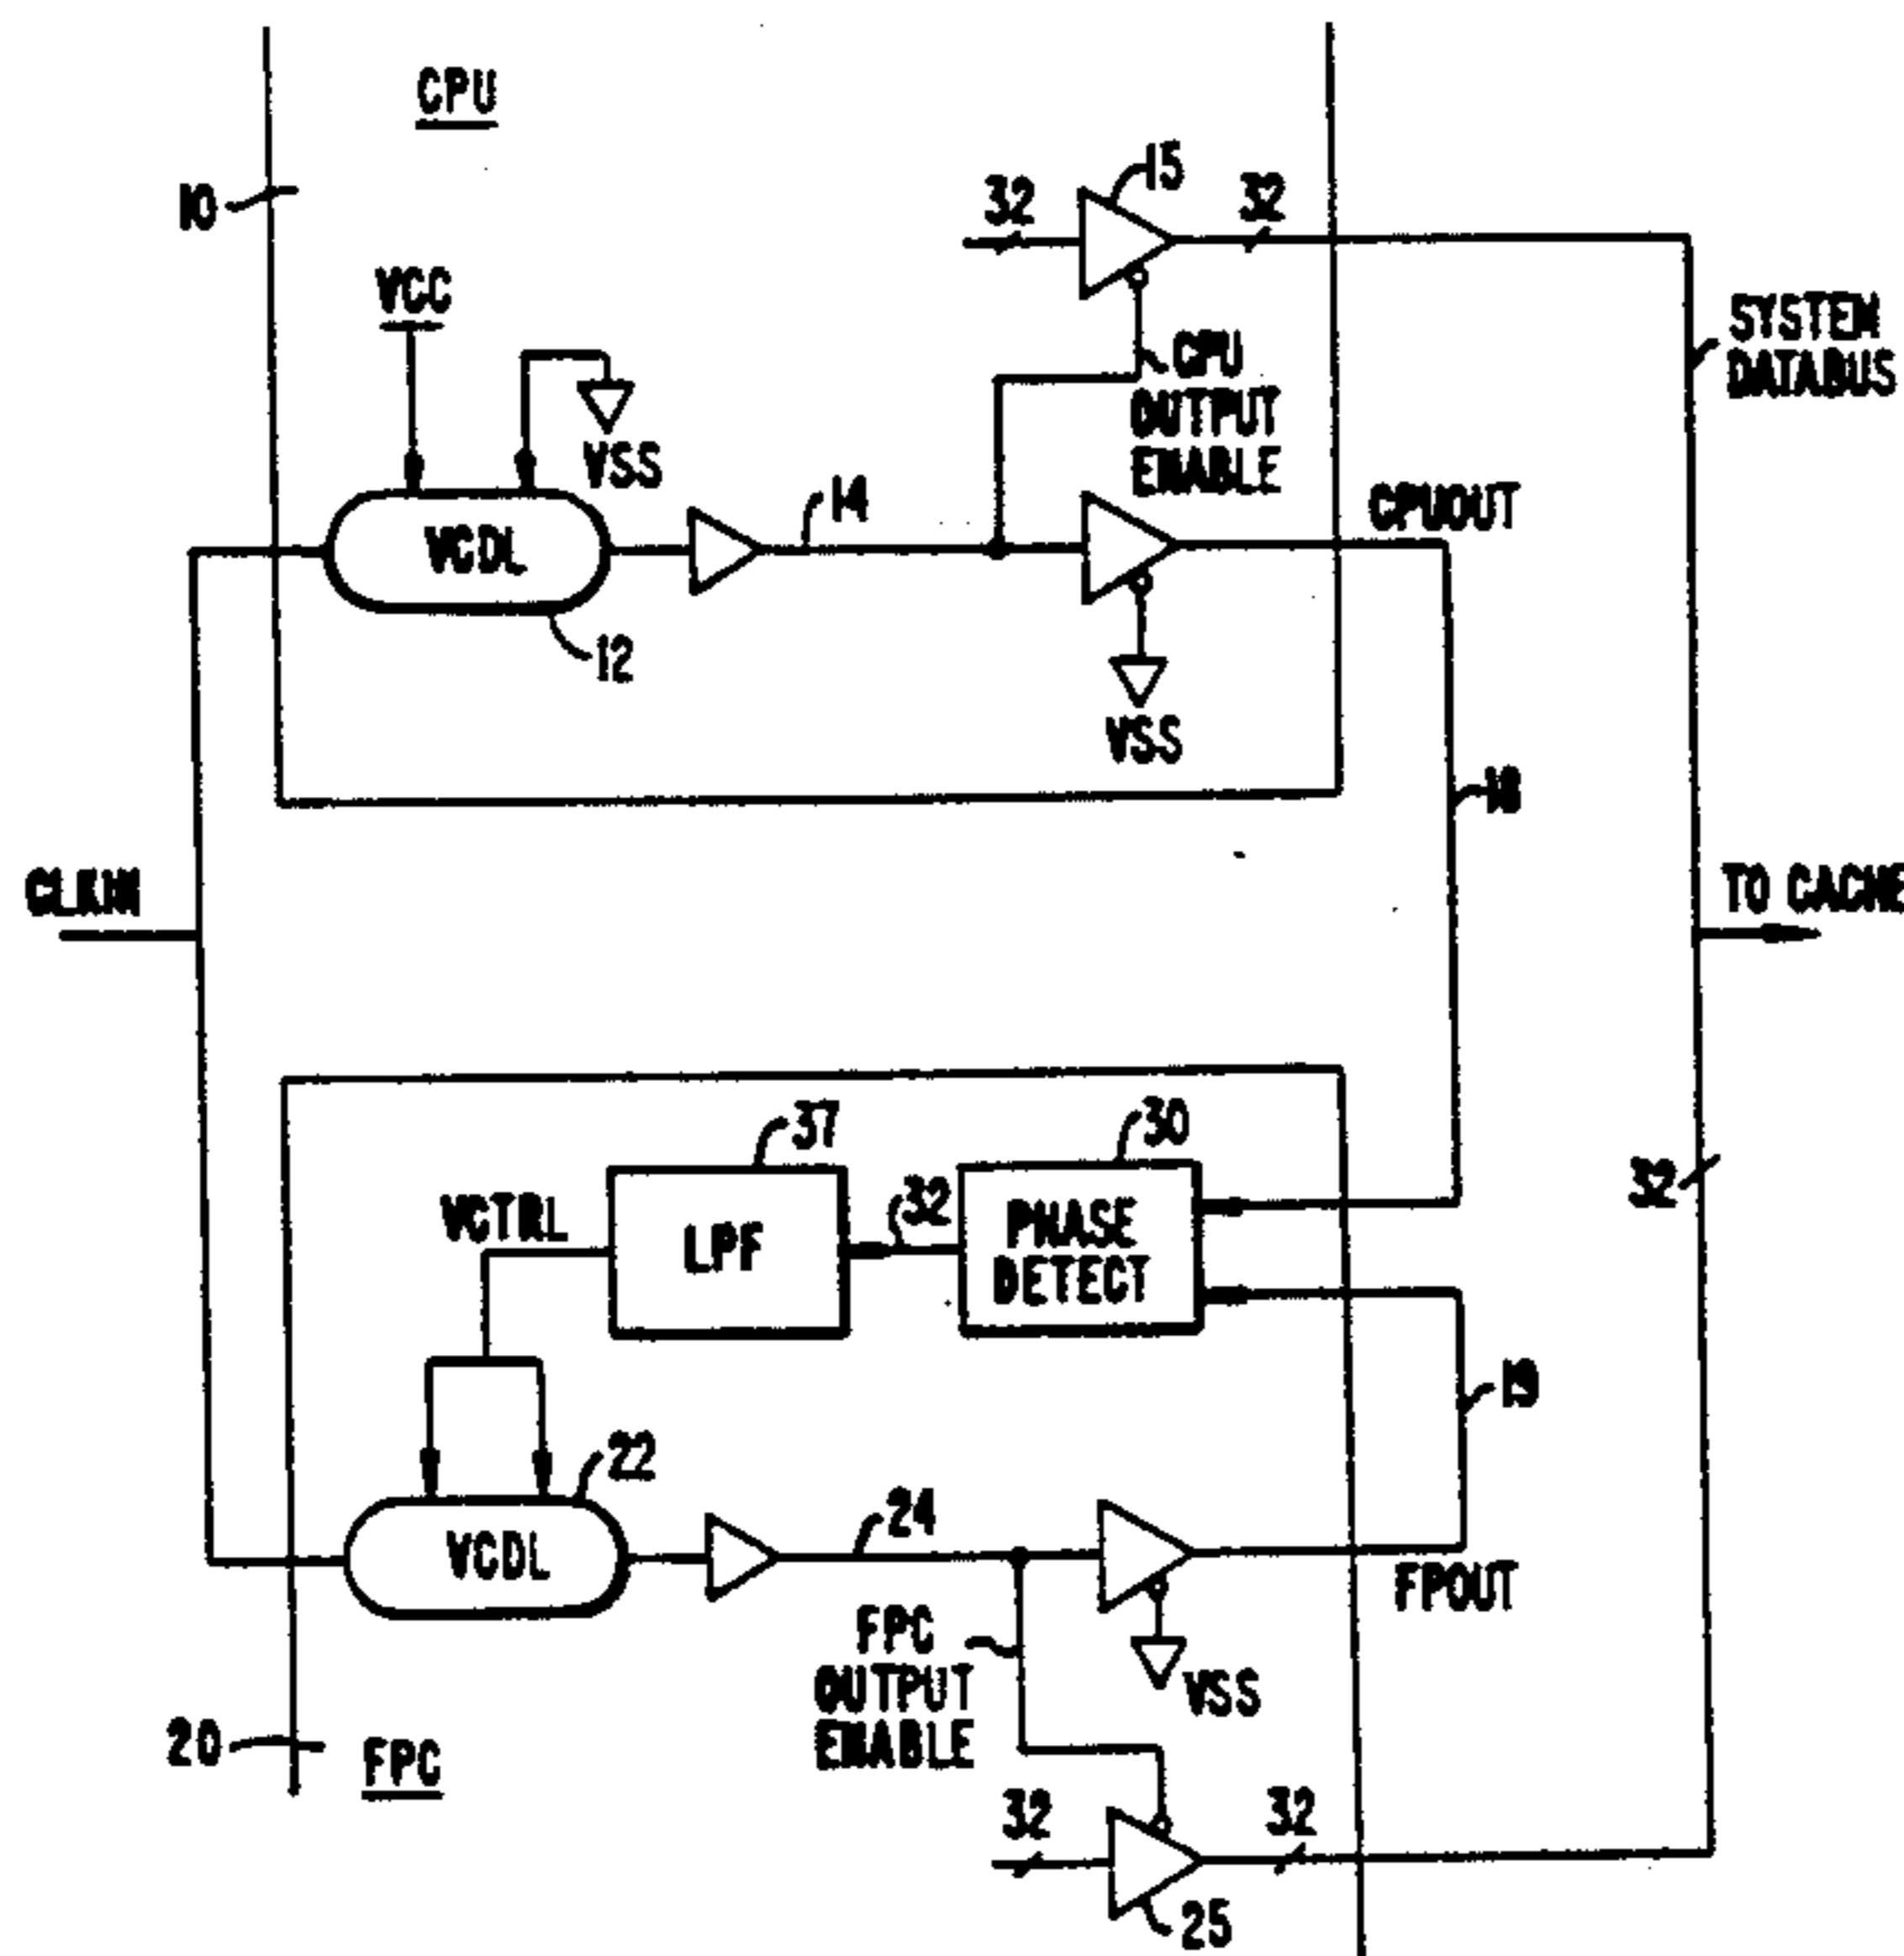 CPU
10
15
32
32
VCC
VSS
SYSTEM
DATABUS
CPU
OUTPUT
ENABLE
14
CPUOUT
VCDL
12
VSS
18
CLKIN
TO CACHE
37
30
32
VCTRL
LPF
PHASE
DETECT
32
19
22
24
VCDL
FPOUT
FPC
OUTPUT
ENABLE
VSS
20
FPC
32
32
25